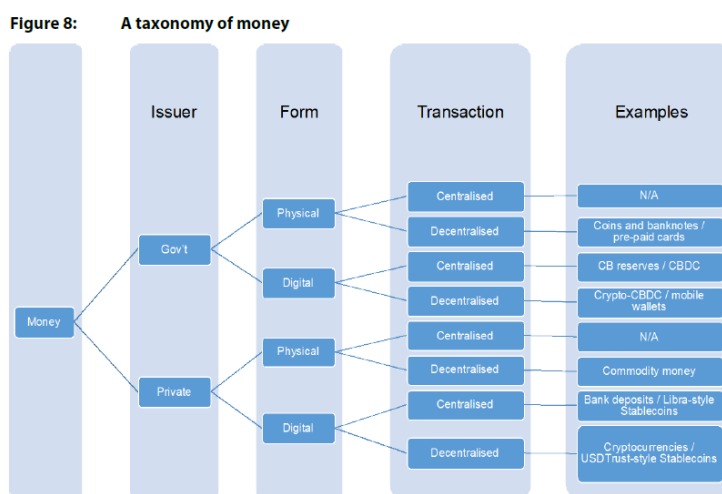 Figure 8: A taxonomy of money
Issuer Form Transaction Examples
Centralised N/A
Physical
Decentralised Coins and banknotes /
pre-paid cards
Gov't
Centralised CB reserves / CBDC
Digital
Decentralised Crypto-CBDC / mobile
wallets
Money
Centralised N/A
Physical
Decentralised Commodity money
Private
Centralised Bank deposits / Libra-style
Stablecoins
Digital
Decentralised Cryptocurrencies /
USDTrust-style Stablecoins